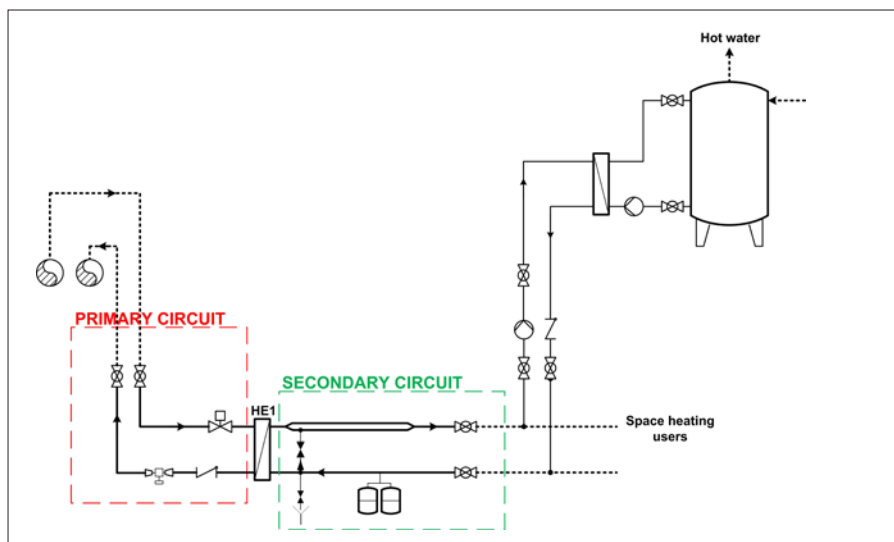 Hot water
PRIMARY CIRCUIT
SECONDARY CIRCUIT
HE1
Space heating
users